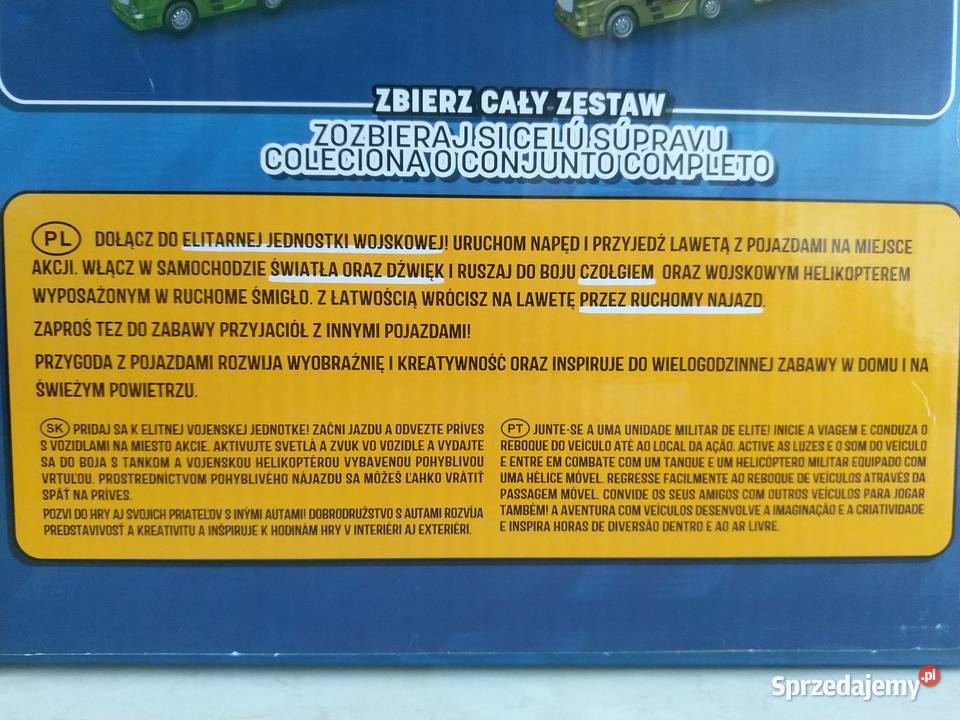 ZBIERZ CAŁY ZESTAW
ZOZBIERAJ SI CELÚ SÚPRAVU
COLECIONA O CONJUNTO COMPLETO
PL DOŁĄCZ DO ELITARNEJ JEDNOSTKI WOJSKOWEJ! URUCHOM NAPĘD I PRZYJEDŹ LAWETĄ Z POJAZDAMI NA MIEJSCE
AKCJI. WŁĄCZ W SAMOCHODZIE ŚWIATŁA ORAZ DŹWIĘK I RUSZAJ DO BOJU CZOŁGIEM ORAZ WOJSKOWYM HELIKOPTEREM
WYPOSAŻONYM W RUCHOME ŚMIGŁO. Z ŁATWOŚCIĄ WRÓCISZ NA LAWETĘ PRZEZ RUCHOMY NAJAZD.
ZAPROŚ TEZ DO ZABAWY PRZYJACIÓŁ Z INNYMI POJAZDAMI!
PRZYGODA Z POJAZDAMI ROZWIJA WYOBRAŹNIĘ I KREATYWNOŚĆ ORAZ INSPIRUJE DO WIELOGODZINNEJ ZABAWY W DOMU I NA
ŚWIEŻYM POWIETRZU.
SK PRIDAJ SA K ELITNEJ VOJENSKEJ JEDNOTKE! ZAČNI JAZDU A ODVEZTE PRÍVES
S VOZIDLAMI NA MIESTO AKCIE. AKTIVUJTE SVETLÁ A ZVUK VO VOZIDLE A VYDAJTE
SA DO BOJA S TANKOM A VOJENSKOU HELIKOPTÉROU VYBAVENOU POHYBLIVOU
VRTUĽOU. PROSTREDNÍCTVOM POHYBLIVÉHO NÁJAZDU SA MÔŽEŠ ĽAHKO VRÁTIŤ
SPÄŤ NA PRÍVES.
POZVI DO HRY AJ SVOJICH PRIATEĽOV S INÝMI AUTAMI! DOBRODRUŽSTVO S AUTAMI ROZVÍJA
PREDSTAVIVOSŤ A KREATIVITU A INŠPIRUJE K HODINÁM HRY V INTERIÉRI AJ EXTERIÉRI.
PT JUNTE-SE A UMA UNIDADE MILITAR DE ELITE! INICIE A VIAGEM E CONDUZA O
REBOQUE DO VEÍCULO ATÉ AO LOCAL DA AÇÃO. ACTIVE AS LUZES E O SOM DO VEÍCULO
E ENTRE EM COMBATE COM UM TANQUE E UM HELICÓPTERO MILITAR EQUIPADO COM
UMA HÉLICE MÓVEL. REGRESSE FACILMENTE AO REBOQUE DE VEÍCULOS ATRAVÉS DA
PASSAGEM MÓVEL. CONVIDE OS SEUS AMIGOS COM OUTROS VEÍCULOS PARA JOGAR
TAMBÉM! A AVENTURA COM VEÍCULOS DESENVOLVE A IMAGINAÇÃO E A CRIATIVIDADE
E INSPIRA HORAS DE DIVERSÃO DENTRO E AO AR LIVRE.
Sprzedajemy.pl